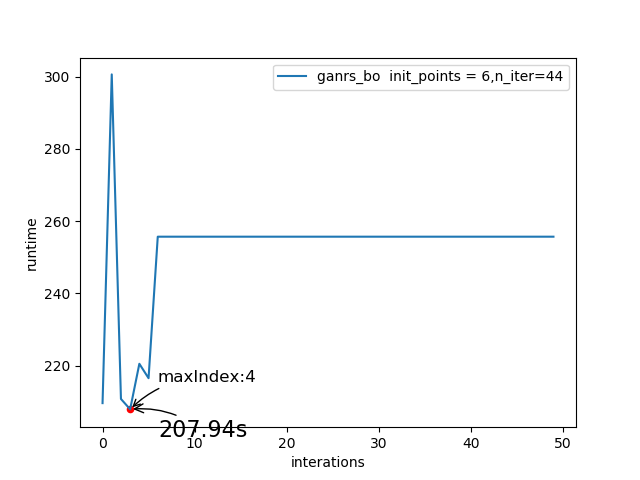 ganrs_bo  init_points = 6,n_iter=44
300
280
260
240
220
runtime
maxIndex:4
207.94s
0
10
20
30
40
50
interations